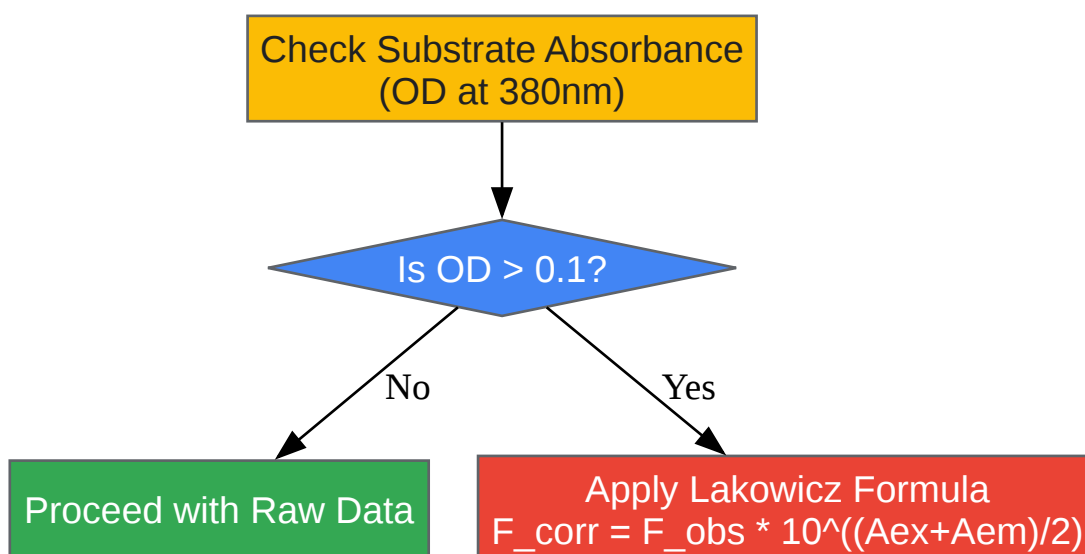 Check Substrate Absorbance
(OD at 380nm)
Is OD > 0.1?
No
Yes
Proceed with Raw Data
Apply Lakowicz Formula
F_corr = F_obs * 10^((Aex+Aem)/2)